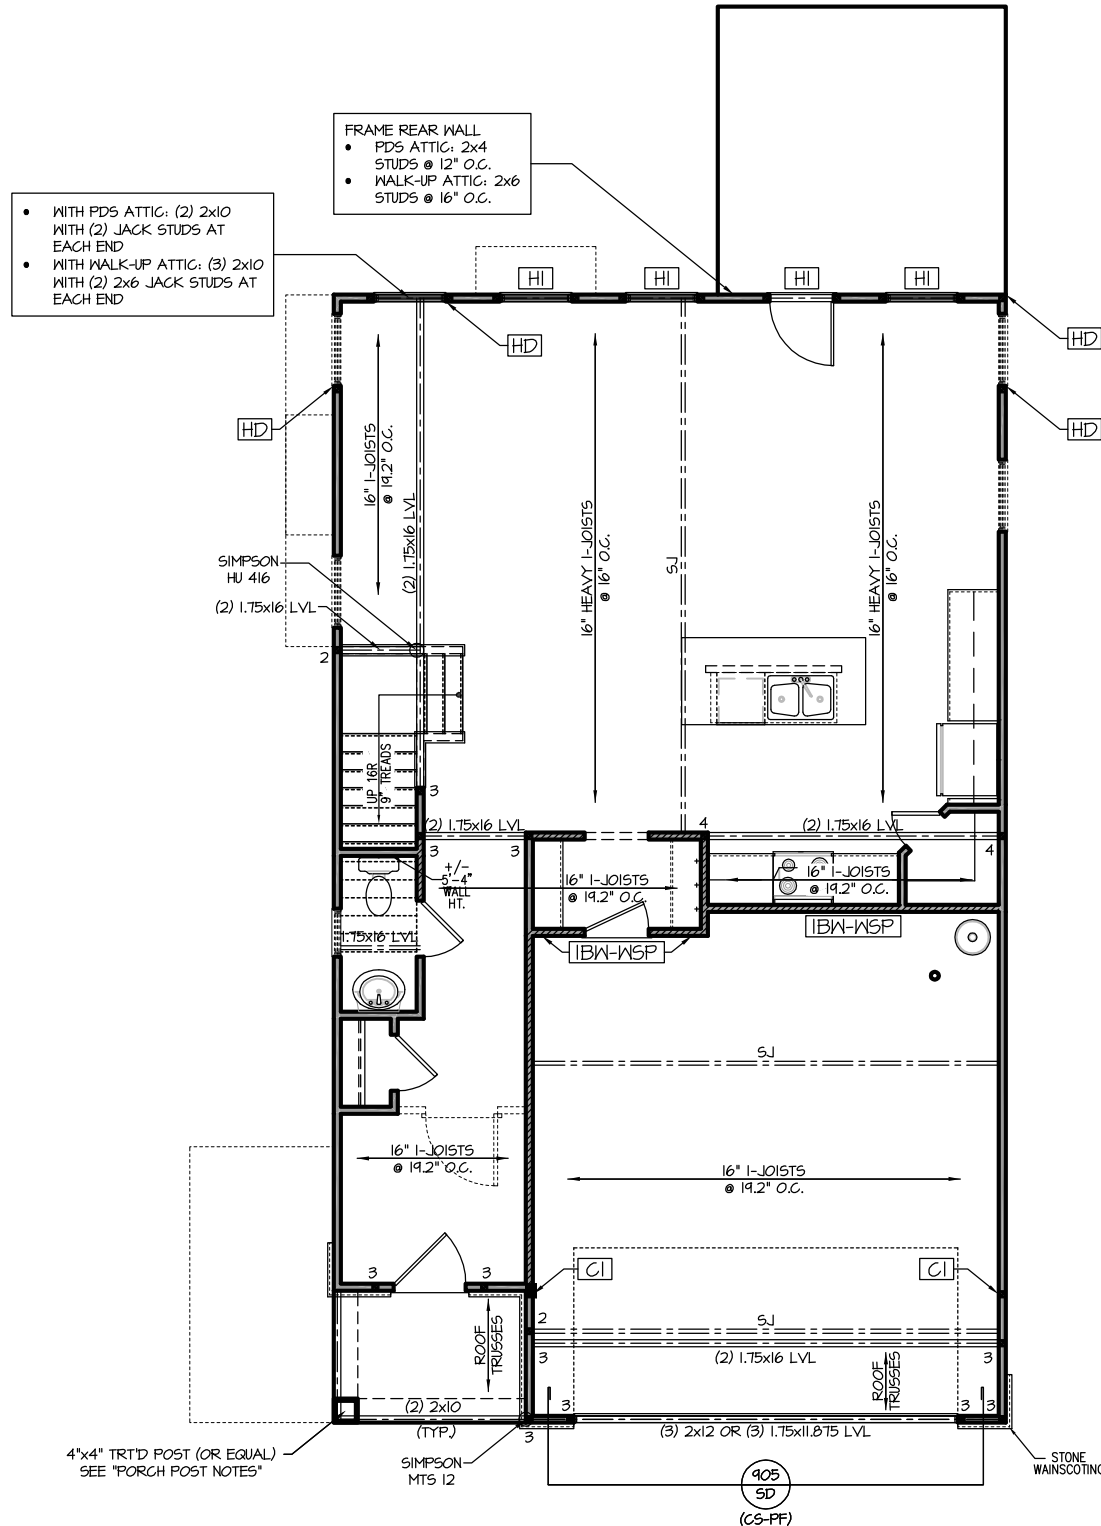 FRAME REAR WALL
• PDS ATTIC: 2x4
STUDS @ 12" O.C.
• WALK-UP ATTIC: 2x6
STUDS @ 16" O.C.
• WITH PDS ATTIC: (2) 2x10
WITH (2) JACK STUDS AT
EACH END
• WITH WALK-UP ATTIC: (3) 2x10
WITH (2) 2x6 JACK STUDS AT
EACH END
H1
H1
H1
H1
HD
HD
HD
HD
16" I-JOISTS
@ 19.2" O.C.
(2) 1.75x16 LVL
16" HEAVY I-JOISTS
@ 16" O.C.
SJ
16" HEAVY I-JOISTS
@ 16" O.C.
SIMPSON
HU 416
(2) 1.75x16 LVL
2
UP 16R
9" TREADS
3
(2) 1.75x16 LVL
4
(2) 1.75x16 LVL
3
3
4
+/-
5'-4"
WALL
HT.
16" I-JOISTS
@ 19.2" O.C.
16" I-JOISTS
@ 19.2" O.C.
1.75x16 LVL
IBW-WSP
IBW-WSP
SJ
16" I-JOISTS
@ 19.2" O.C.
16" I-JOISTS
@ 19.2" O.C.
3
3
C1
C1
2
SJ
ROOF
TRUSSES
3
(2) 1.75x16 LVL
3
ROOF
TRUSSES
(2) 2x10
(TYP.)
3
3
3
3
(3) 2x12 OR (3) 1.75x11.875 LVL
4"x4" TRT'D POST (OR EQUAL)
SEE "PORCH POST NOTES"
SIMPSON
MTS 12
STONE
WAINSCOTING
905
SD
(CS-PF)